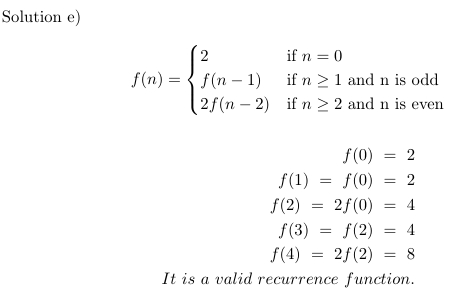 Solution e)
f(n) = { 2 if n = 0
f(n − 1) if n ≥ 1 and n is odd
2f(n − 2) if n ≥ 2 and n is even
f(0) = 2
f(1) = f(0) = 2
f(2) = 2f(0) = 4
f(3) = f(2) = 4
f(4) = 2f(2) = 8
It is a valid recurrence function.